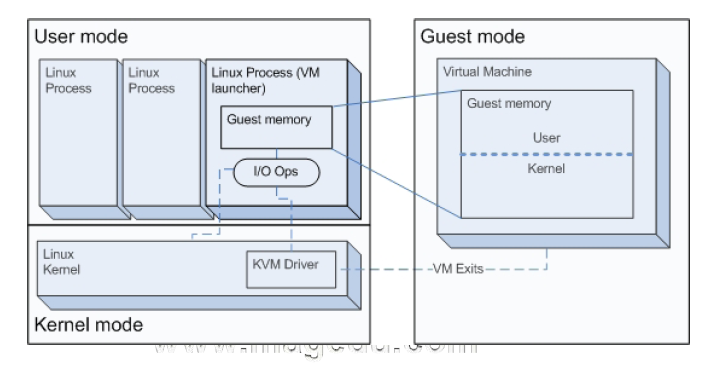 User mode
Guest mode
Linux
Process
Linux
Process
Linux Process (VM
launcher)
Guest memory
I/O Ops
Virtual Machine
Guest memory
User
Kernel
Linux
Kernel
KVM Driver
VM Exits
Kernel mode